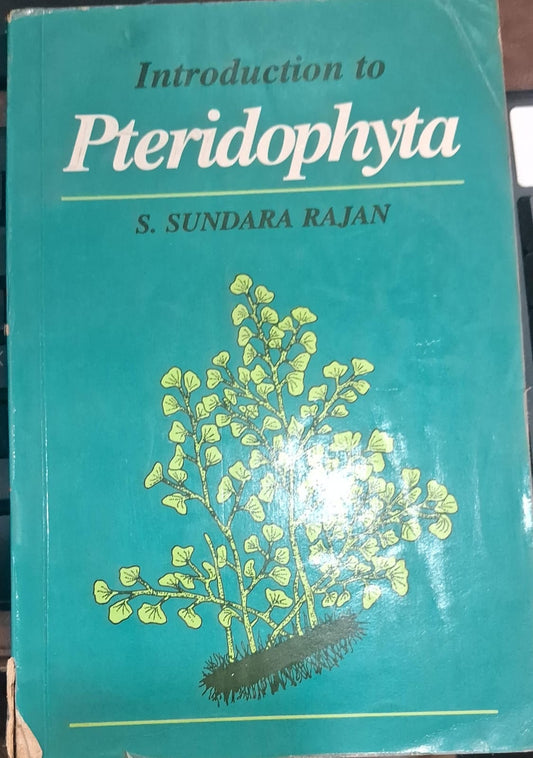 Introduction to
Pteridophyta
S. SUNDARA RAJAN